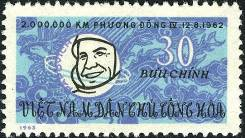 2.000.000 KM PHƯƠNG ĐÔNG IV. 12.8.1962
30
BƯU CHÍNH
VIỆT NAM DÂN CHỦ CỘNG HÒA
1963